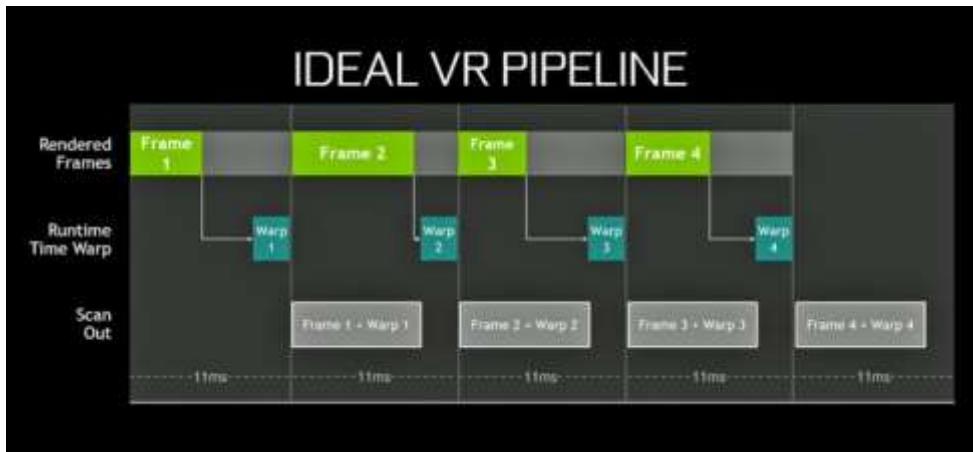 IDEAL VR PIPELINE
Rendered
Frames
Frame
1
Frame 2
Frame
3
Frame 4
Runtime
Time Warp
Warp
1
Warp
2
Warp
3
Warp
4
Scan
Out
Frame 1 + Warp 1
Frame 2 + Warp 2
Frame 3 + Warp 3
Frame 4 + Warp 4
11ms
11ms
11ms
11ms